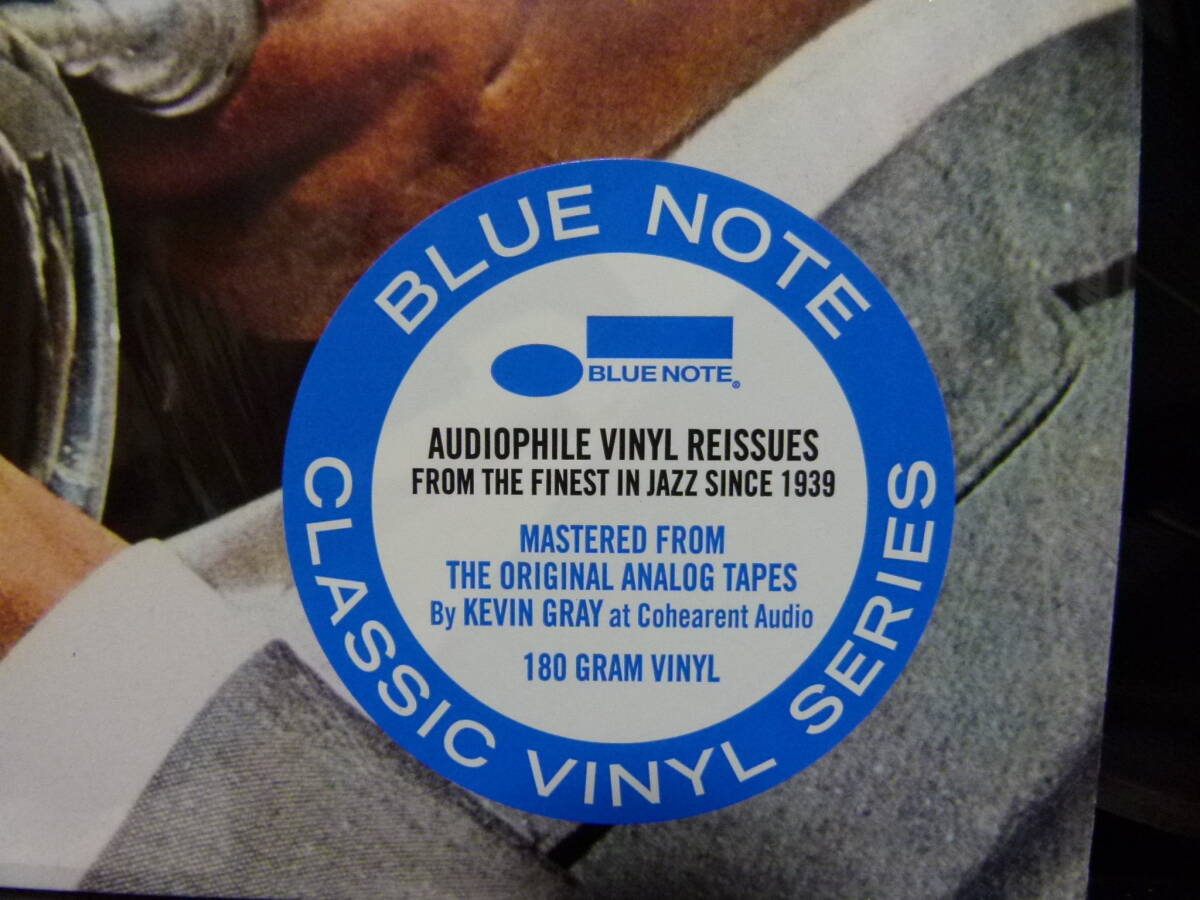 BLUE NOTE
BLUE NOTE®
AUDIOPHILE VINYL REISSUES
FROM THE FINEST IN JAZZ SINCE 1939
MASTERED FROM
THE ORIGINAL ANALOG TAPES
By KEVIN GRAY at Cohearent Audio
180 GRAM VINYL
CLASSIC VINYL SERIES